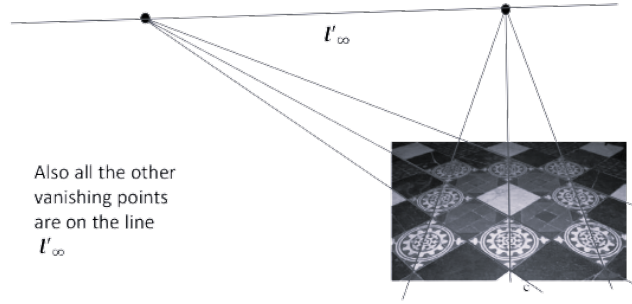 l'∞
Also all the other
vanishing points
are on the line
l'∞
c